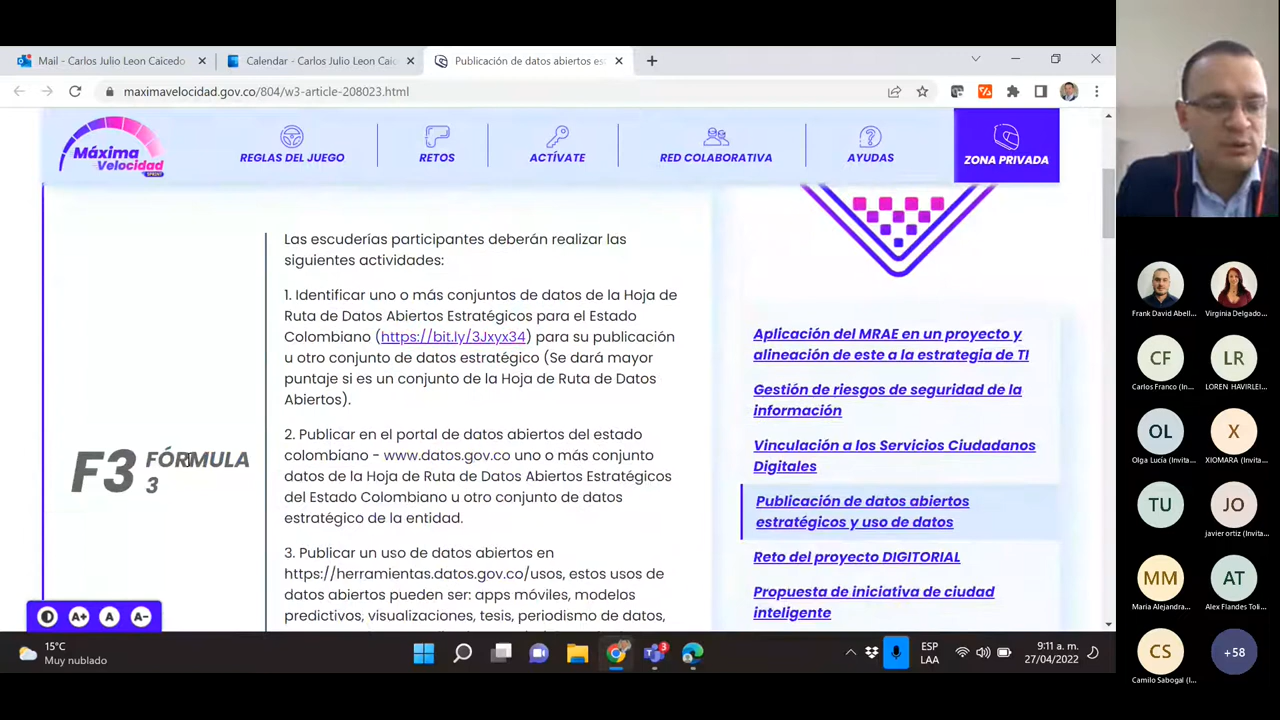 Mail - Carlos Julio Leon Caicedo
Calendar - Carlos Julio Leon Caic
Publicación de datos abiertos es
maximavelocidad.gov.co/804/w3-article-208023.html
Máxima
Velocidad
SPRINT
REGLAS DEL JUEGO
RETOS
ACTÍVATE
RED COLABORATIVA
AYUDAS
ZONA PRIVADA
Las escuderías participantes deberán realizar las
siguientes actividades:
1. Identificar uno o más conjuntos de datos de la Hoja de
Ruta de Datos Abiertos Estratégicos para el Estado
Colombiano (https://bit.ly/3Jxyx34) para su publicación
u otro conjunto de datos estratégico (Se dará mayor
puntaje si es un conjunto de la Hoja de Ruta de Datos
Abiertos).
2. Publicar en el portal de datos abiertos del estado
colombiano - www.datos.gov.co uno o más conjunto
datos de la Hoja de Ruta de Datos Abiertos Estratégicos
del Estado Colombiano u otro conjunto de datos
estratégico de la entidad.
3. Publicar un uso de datos abiertos en
https://herramientas.datos.gov.co/usos, estos usos de
datos abiertos pueden ser: apps móviles, modelos
predictivos, visualizaciones, tesis, periodismo de datos,
F3 FÓRMULA
3
Aplicación del MRAE en un proyecto y
alineación de este a la estrategia de TI
Gestión de riesgos de seguridad de la
información
Vinculación a los Servicios Ciudadanos
Digitales
Publicación de datos abiertos
estratégicos y uso de datos
Reto del proyecto DIGITORIAL
Propuesta de iniciativa de ciudad
inteligente
A+
A
A-
15°C
Muy nublado
3
ESP
LAA
9:11 a. m.
27/04/2022
Frank David Abell...
Virginia Delgado...
CF
Carlos Franco (In...
LR
LOREN HAVIRLEI...
OL
Olga Lucía (Invita...
X
XIOMARA (Invita...
TU
JO
javier ortiz (Invita...
MM
María Alejandra...
AT
Alex Flandes Toli...
CS
Camilo Sabogal (I...
+58